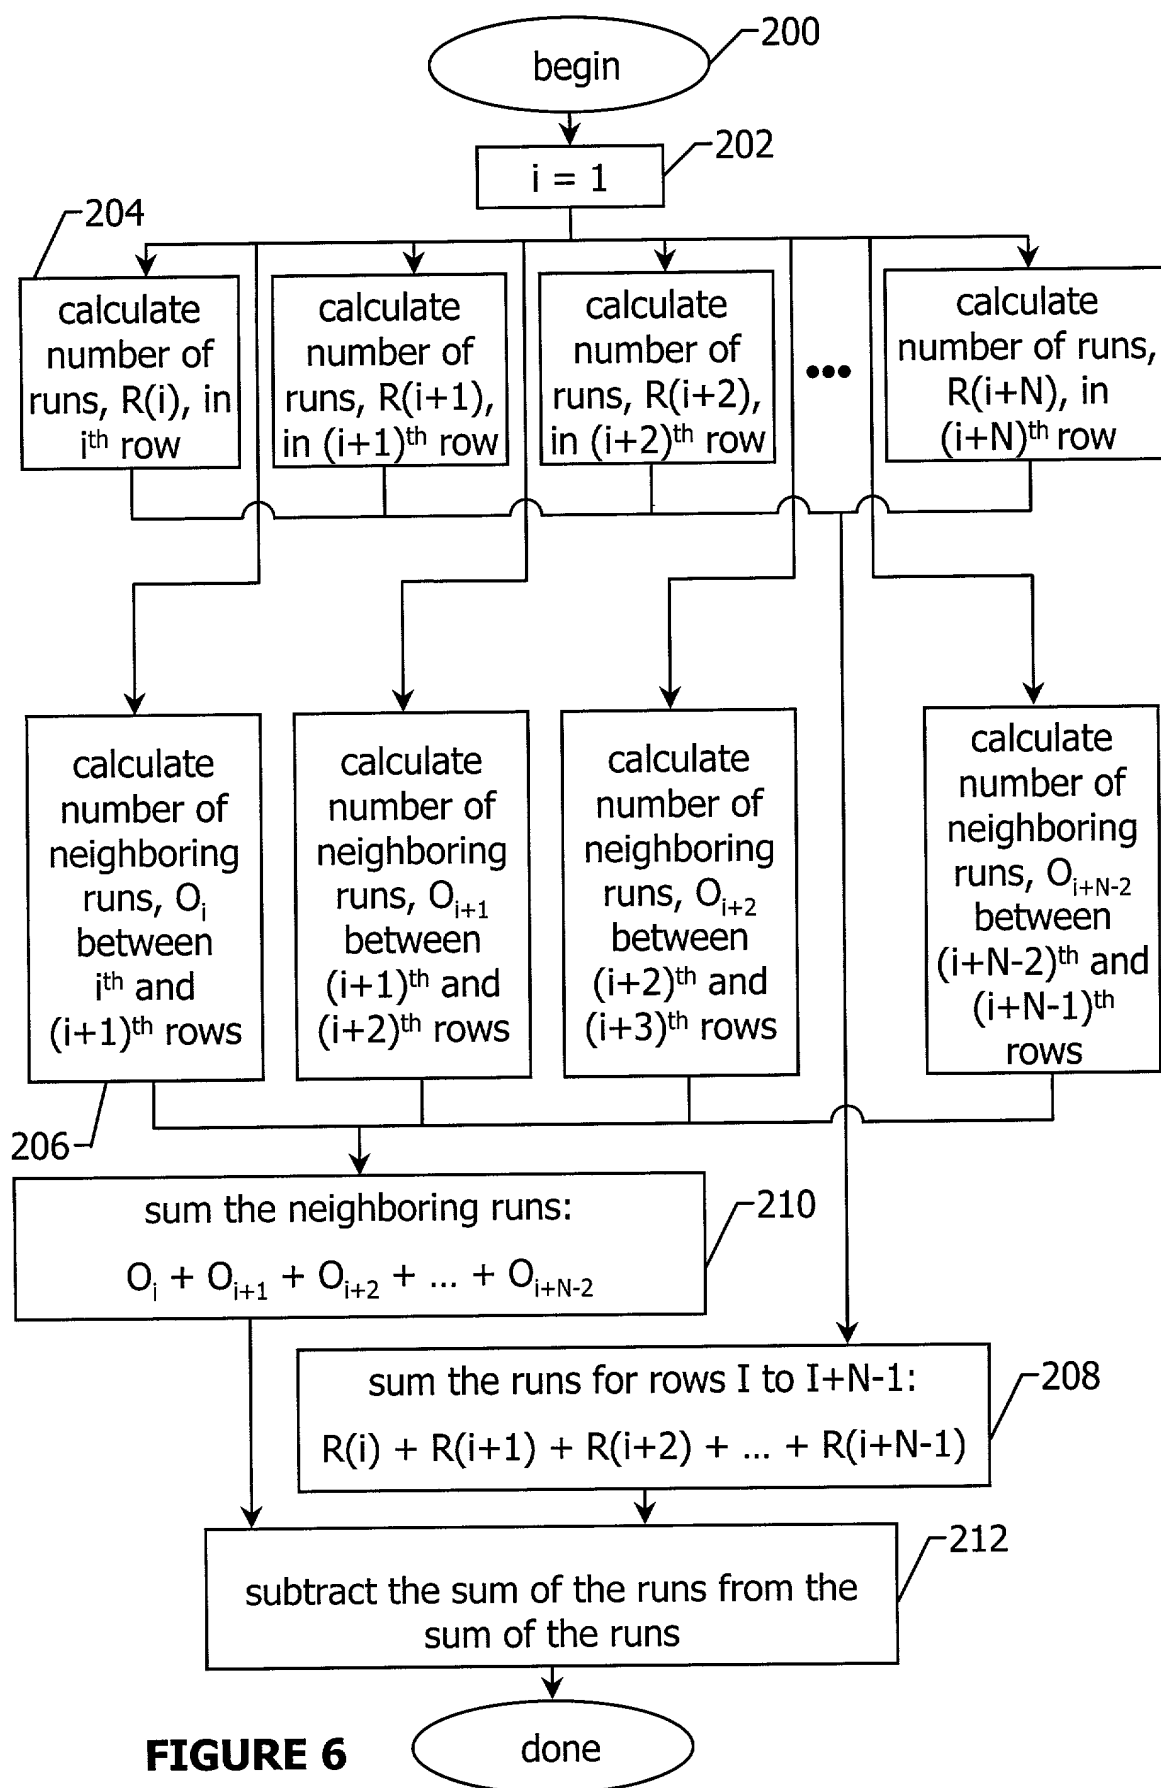 200
begin
202
i = 1
204
calculate
number of
runs, R(i), in
iᵗʰ row
calculate
number of
runs, R(i+1),
in (i+1)ᵗʰ row
calculate
number of
runs, R(i+2),
in (i+2)ᵗʰ row
•••
calculate
number of runs,
R(i+N), in
(i+N)ᵗʰ row
calculate
number of
neighboring
runs, Oᵢ
between
iᵗʰ and
(i+1)ᵗʰ rows
calculate
number of
neighboring
runs, Oᵢ₊₁
between
(i+1)ᵗʰ and
(i+2)ᵗʰ rows
calculate
number of
neighboring
runs, Oᵢ₊₂
between
(i+2)ᵗʰ and
(i+3)ᵗʰ rows
calculate
number of
neighboring
runs, O_{i+N-2}
between
(i+N-2)ᵗʰ and
(i+N-1)ᵗʰ
rows
206
sum the neighboring runs:
210
Oᵢ + Oᵢ₊₁ + Oᵢ₊₂ + ... + O_{i+N-2}
sum the runs for rows I to I+N-1:
208
R(i) + R(i+1) + R(i+2) + ... + R(i+N-1)
212
subtract the sum of the runs from the
sum of the runs
done
FIGURE 6